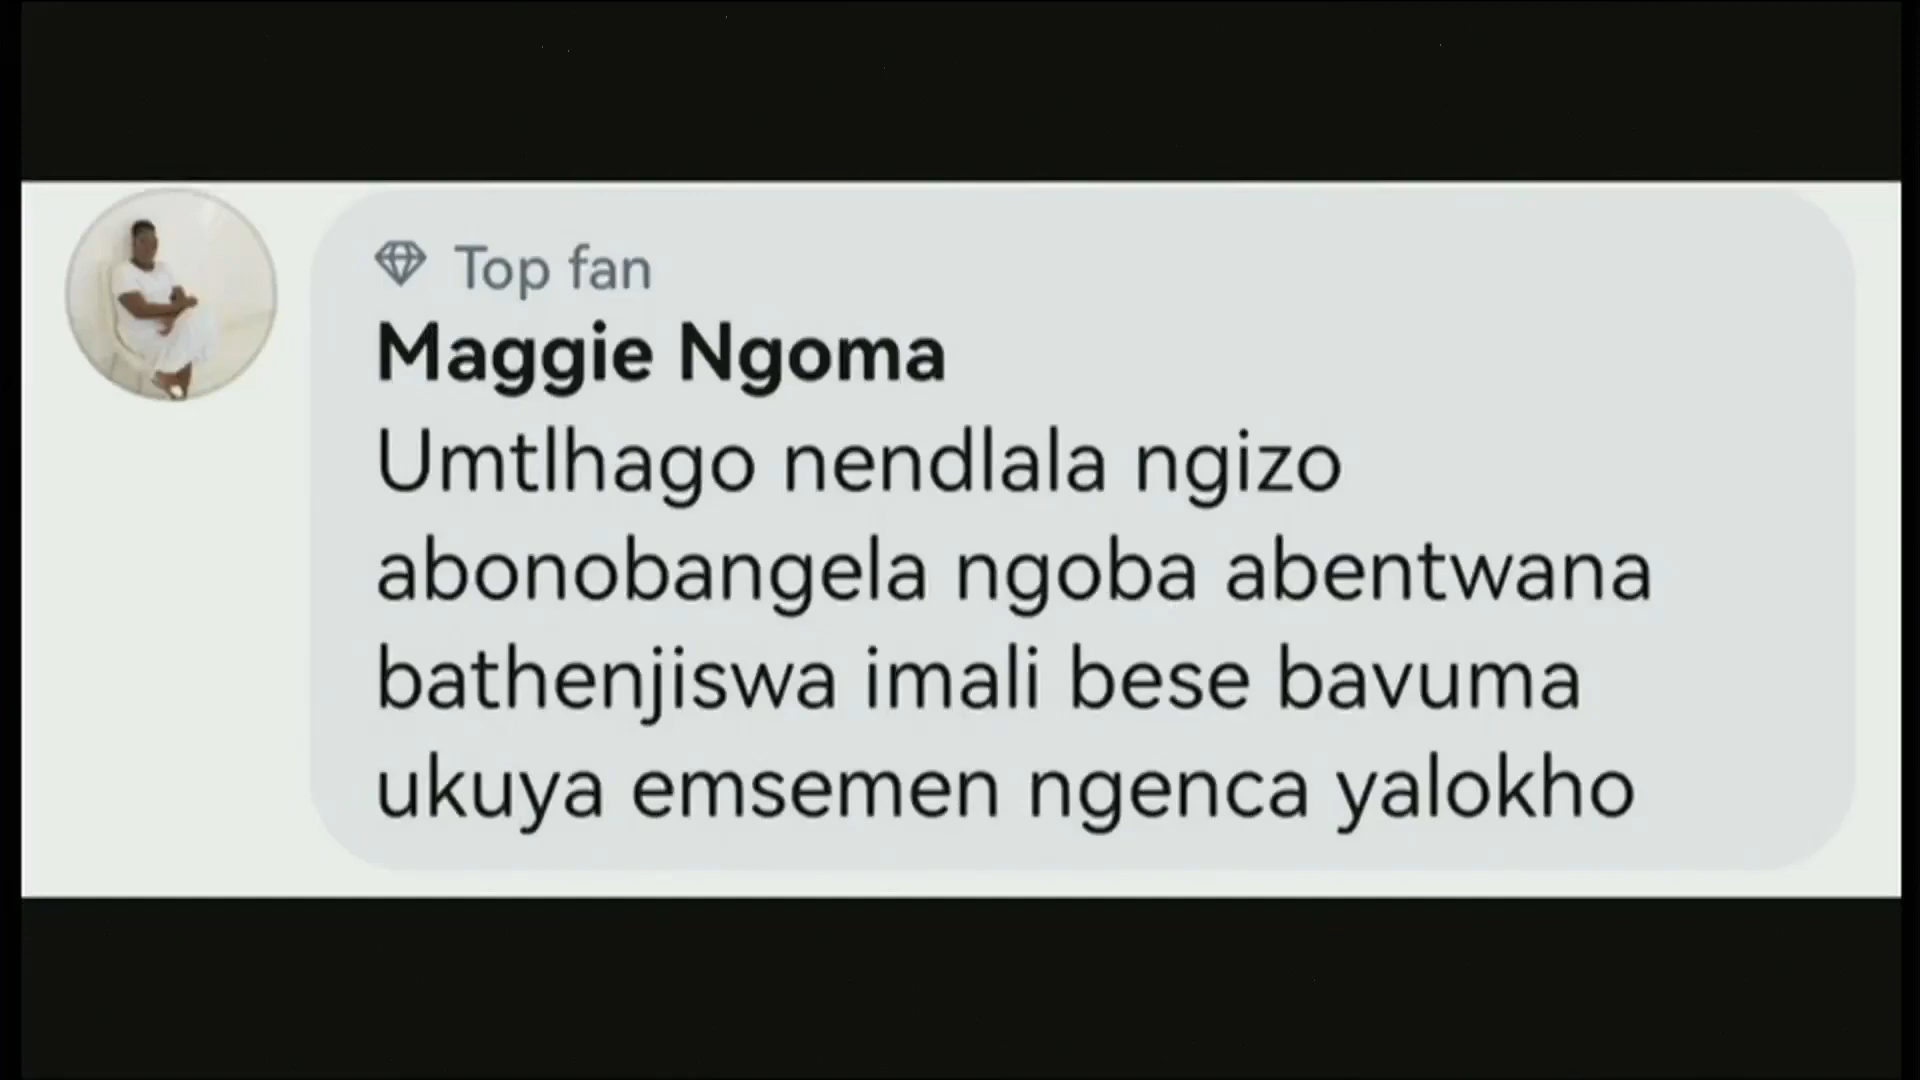 Top fan
Maggie Ngoma
Umtlhago nendlala ngizo
abonobangela ngoba abentwana
bathenjiswa imali bese bavuma
ukuya emsemen ngenca yalokho